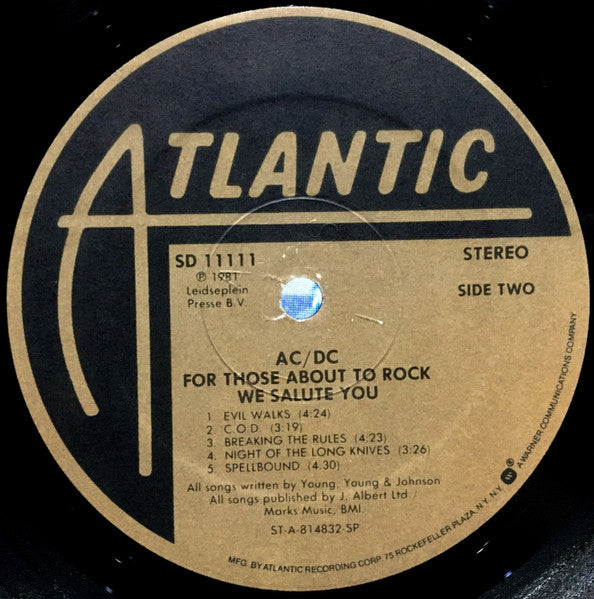 ATLANTIC
SD 11111
STEREO
℗ 1981
Leidseplein
Presse B.V.
SIDE TWO
AC/DC
FOR THOSE ABOUT TO ROCK
WE SALUTE YOU
1. EVIL WALKS (4:24)
2. C.O.D. (3:19)
3. BREAKING THE RULES (4:23)
4. NIGHT OF THE LONG KNIVES (3:26)
5. SPELLBOUND (4:30)
All songs written by Young, Young & Johnson
All songs published by J. Albert Ltd /
Marks Music, BMI
ST-A-814832-SP
MFG. BY ATLANTIC RECORDING CORP. 75 ROCKEFELLER PLAZA, N.Y. N.Y. ® A WARNER COMMUNICATIONS COMPANY